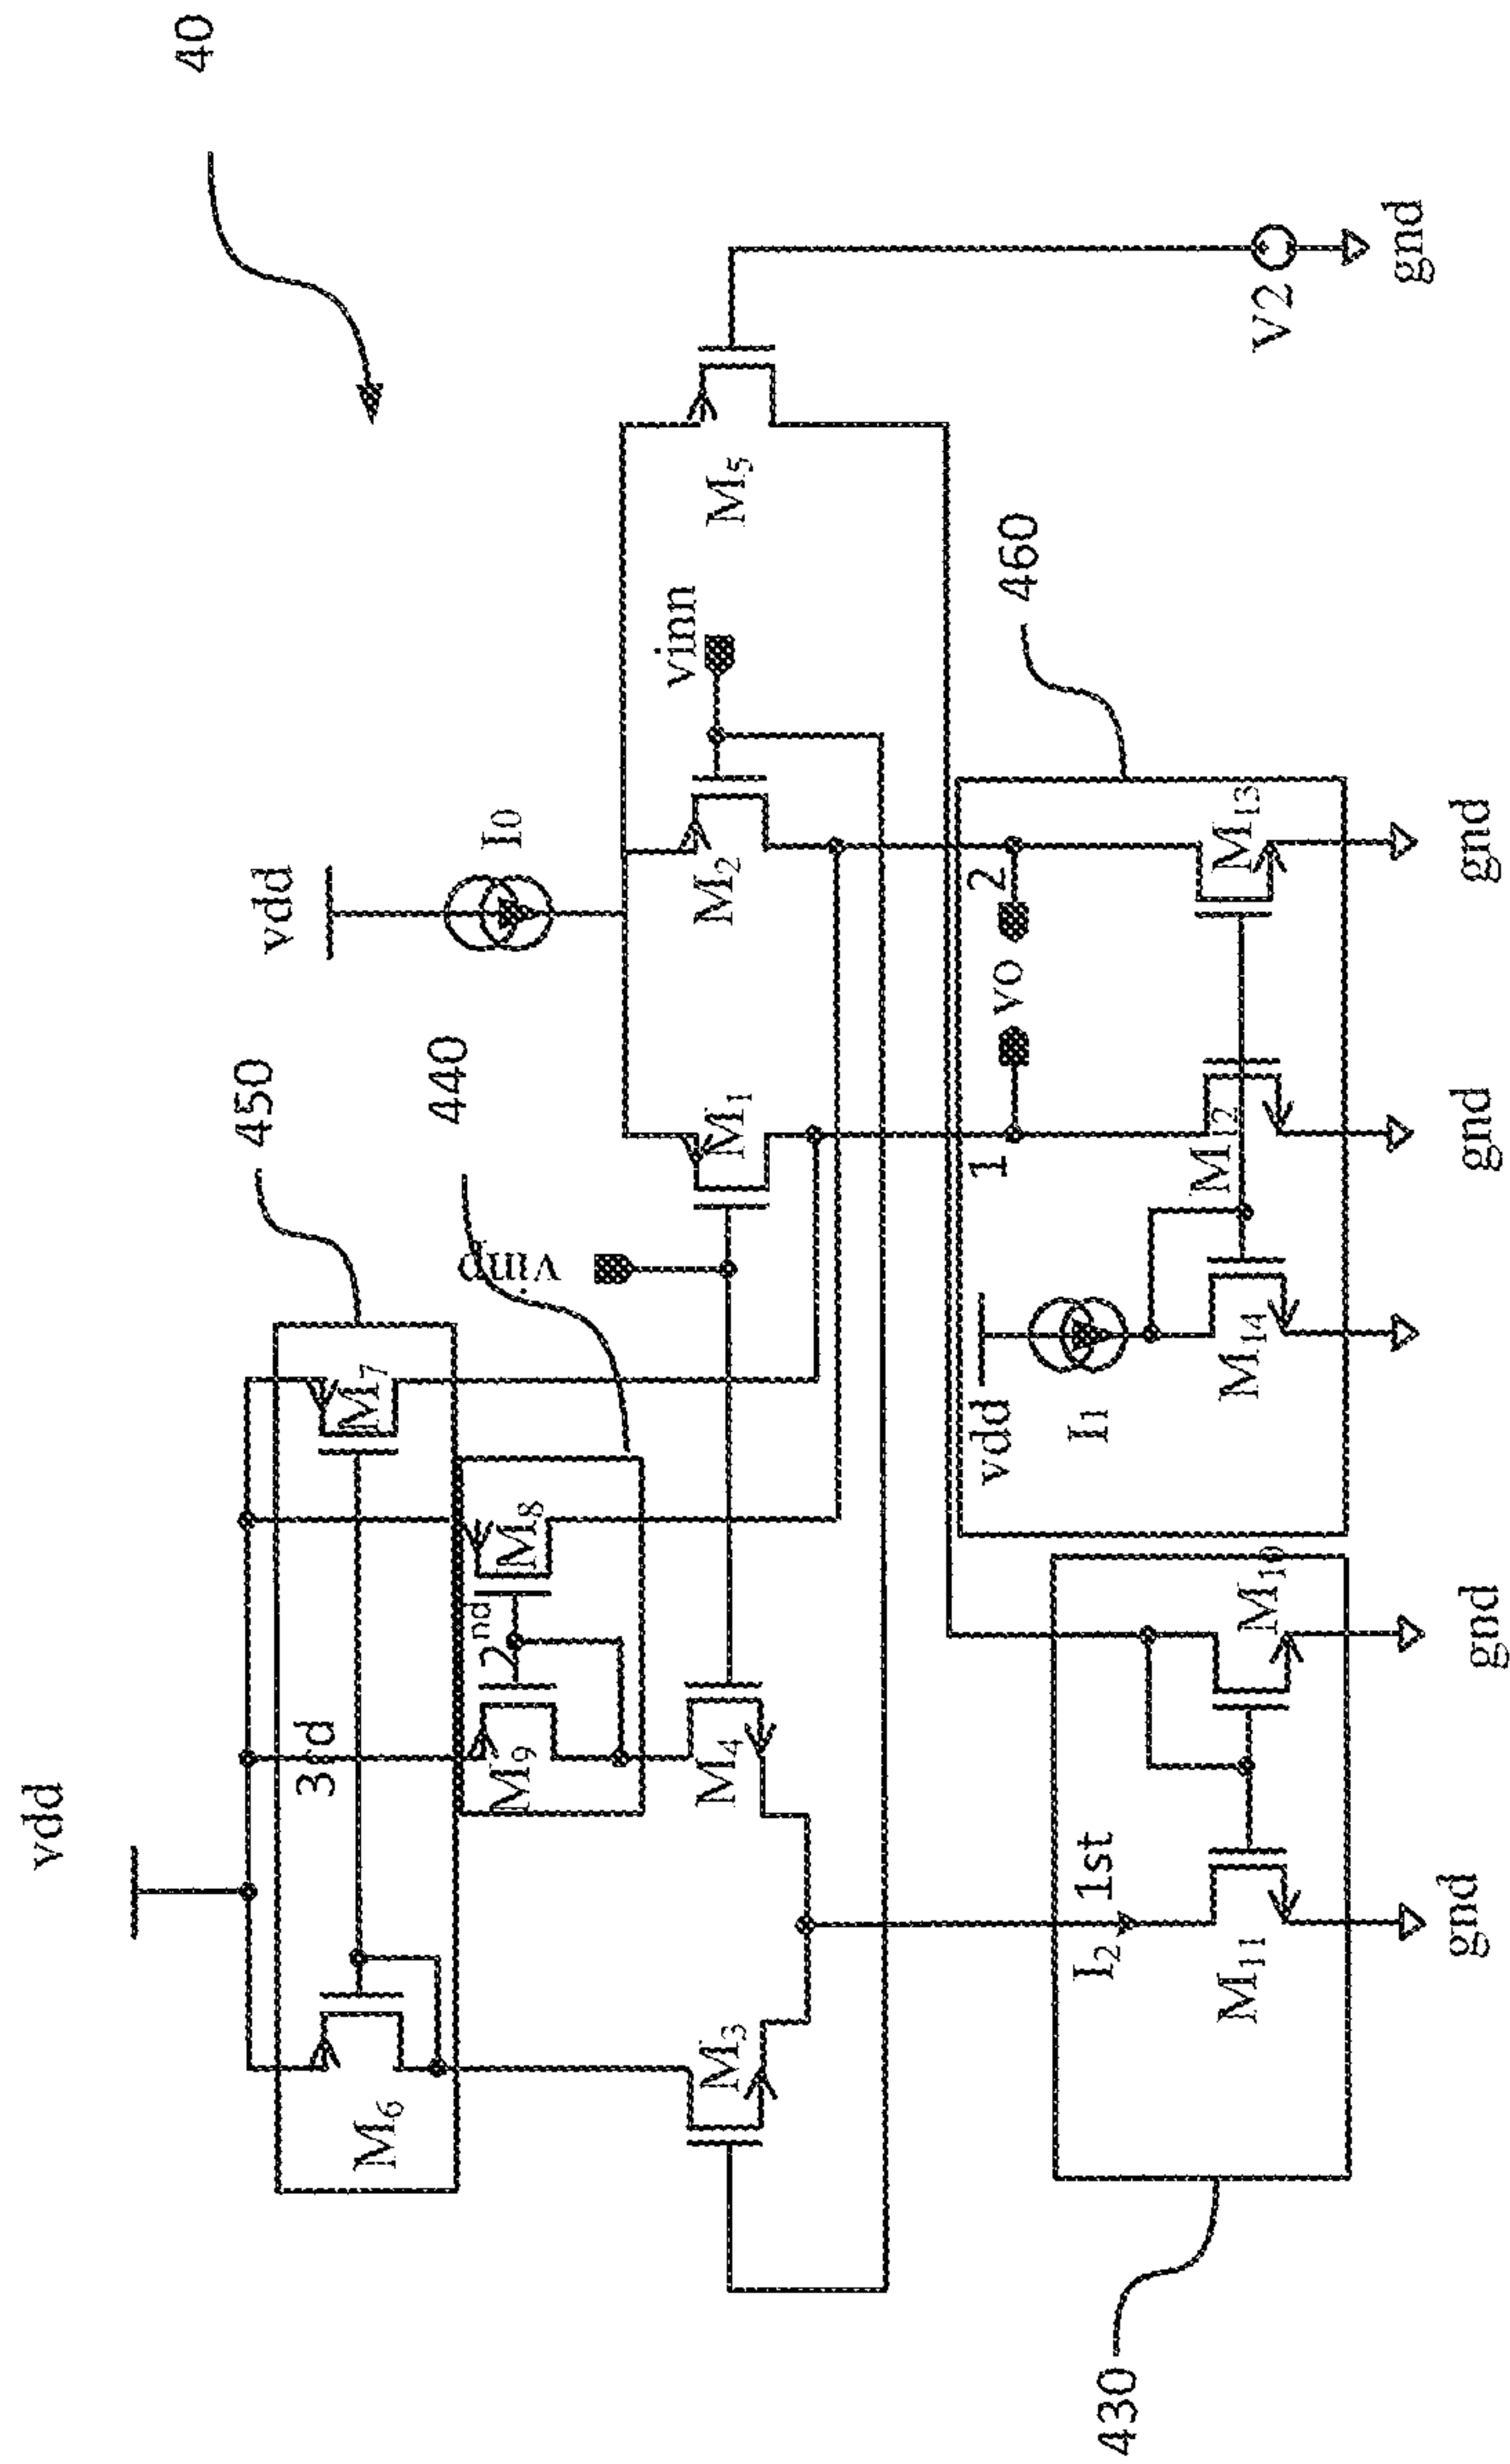 40
vdd
vdd
I0
450
440
3rd
M6
M7
M9
2nd
M8
vinp
M1
M2
vinn
M5
M3
M4
1
vo
2
460
430
I2
1st
M11
M10
vdd
I1
M14
M12
M13
V2
gnd
gnd
gnd
gnd
gnd